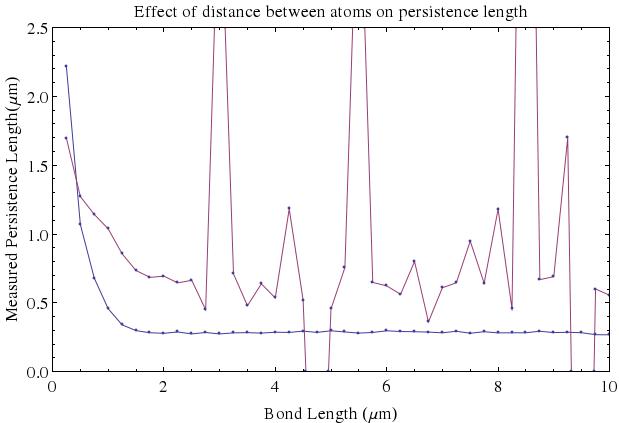 Effect of distance between atoms on persistence length
Measured Persistence Length(μm)
2.5
2.0
1.5
1.0
0.5
0.0
0 2 4 6 8 10
Bond Length (μm)